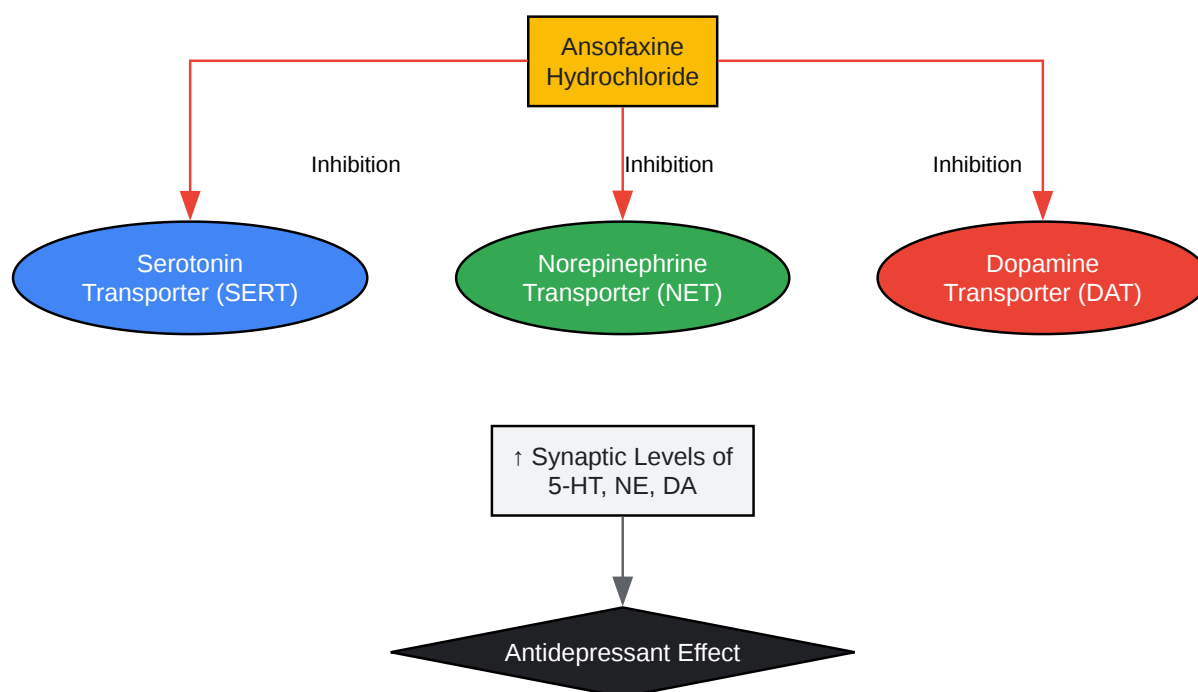 Ansofaxine
Hydrochloride
Inhibition
Inhibition
Inhibition
Serotonin
Transporter (SERT)
Norepinephrine
Transporter (NET)
Dopamine
Transporter (DAT)
↑ Synaptic Levels of
5-HT, NE, DA
Antidepressant Effect